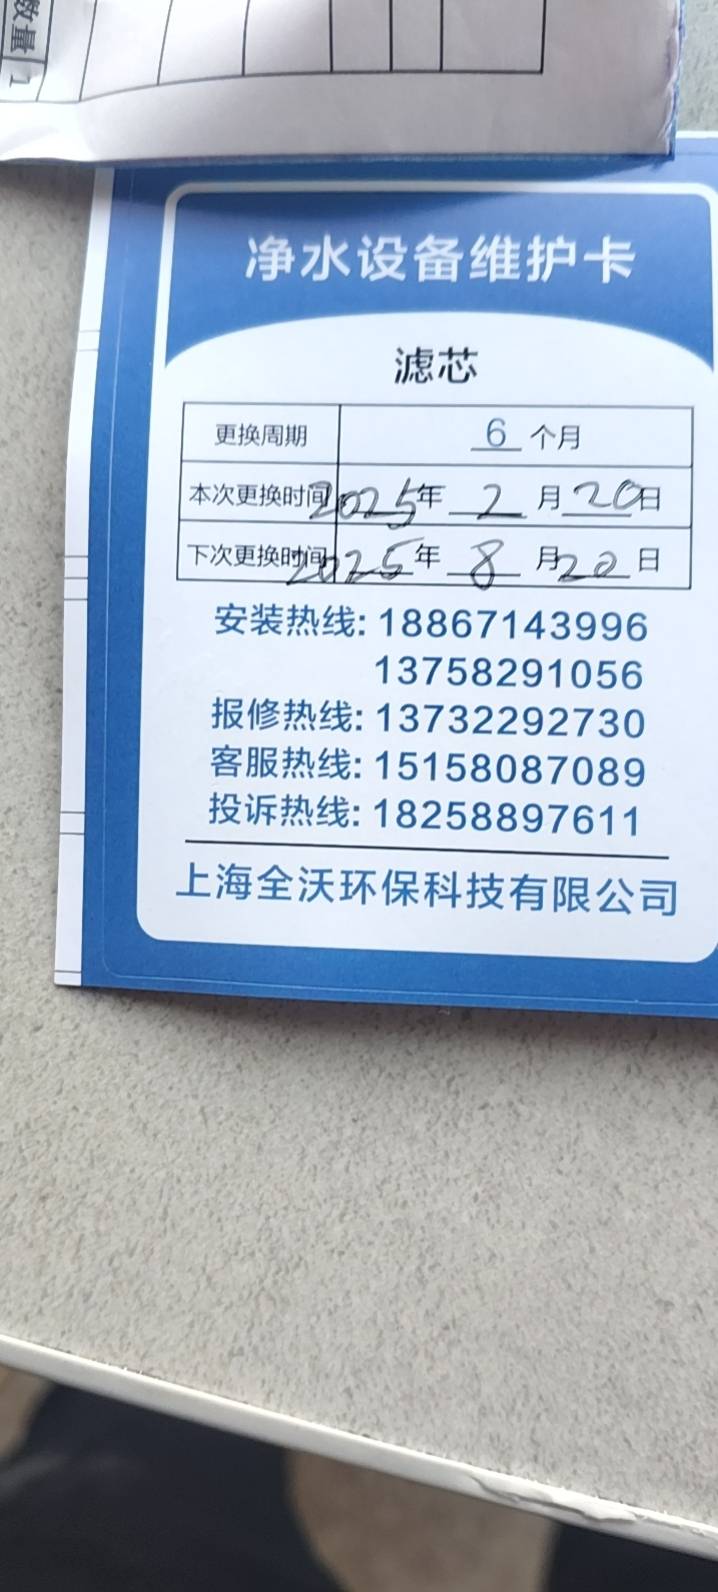 数量 1
净水设备维护卡
滤芯
更换周期 6 个月
本次更换时间 2025年 2 月 20日
下次更换时间 2025年 8 月 20 日
安装热线: 18867143996
13758291056
报修热线: 13732292730
客服热线: 15158087089
投诉热线: 18258897611
上海全沃环保科技有限公司